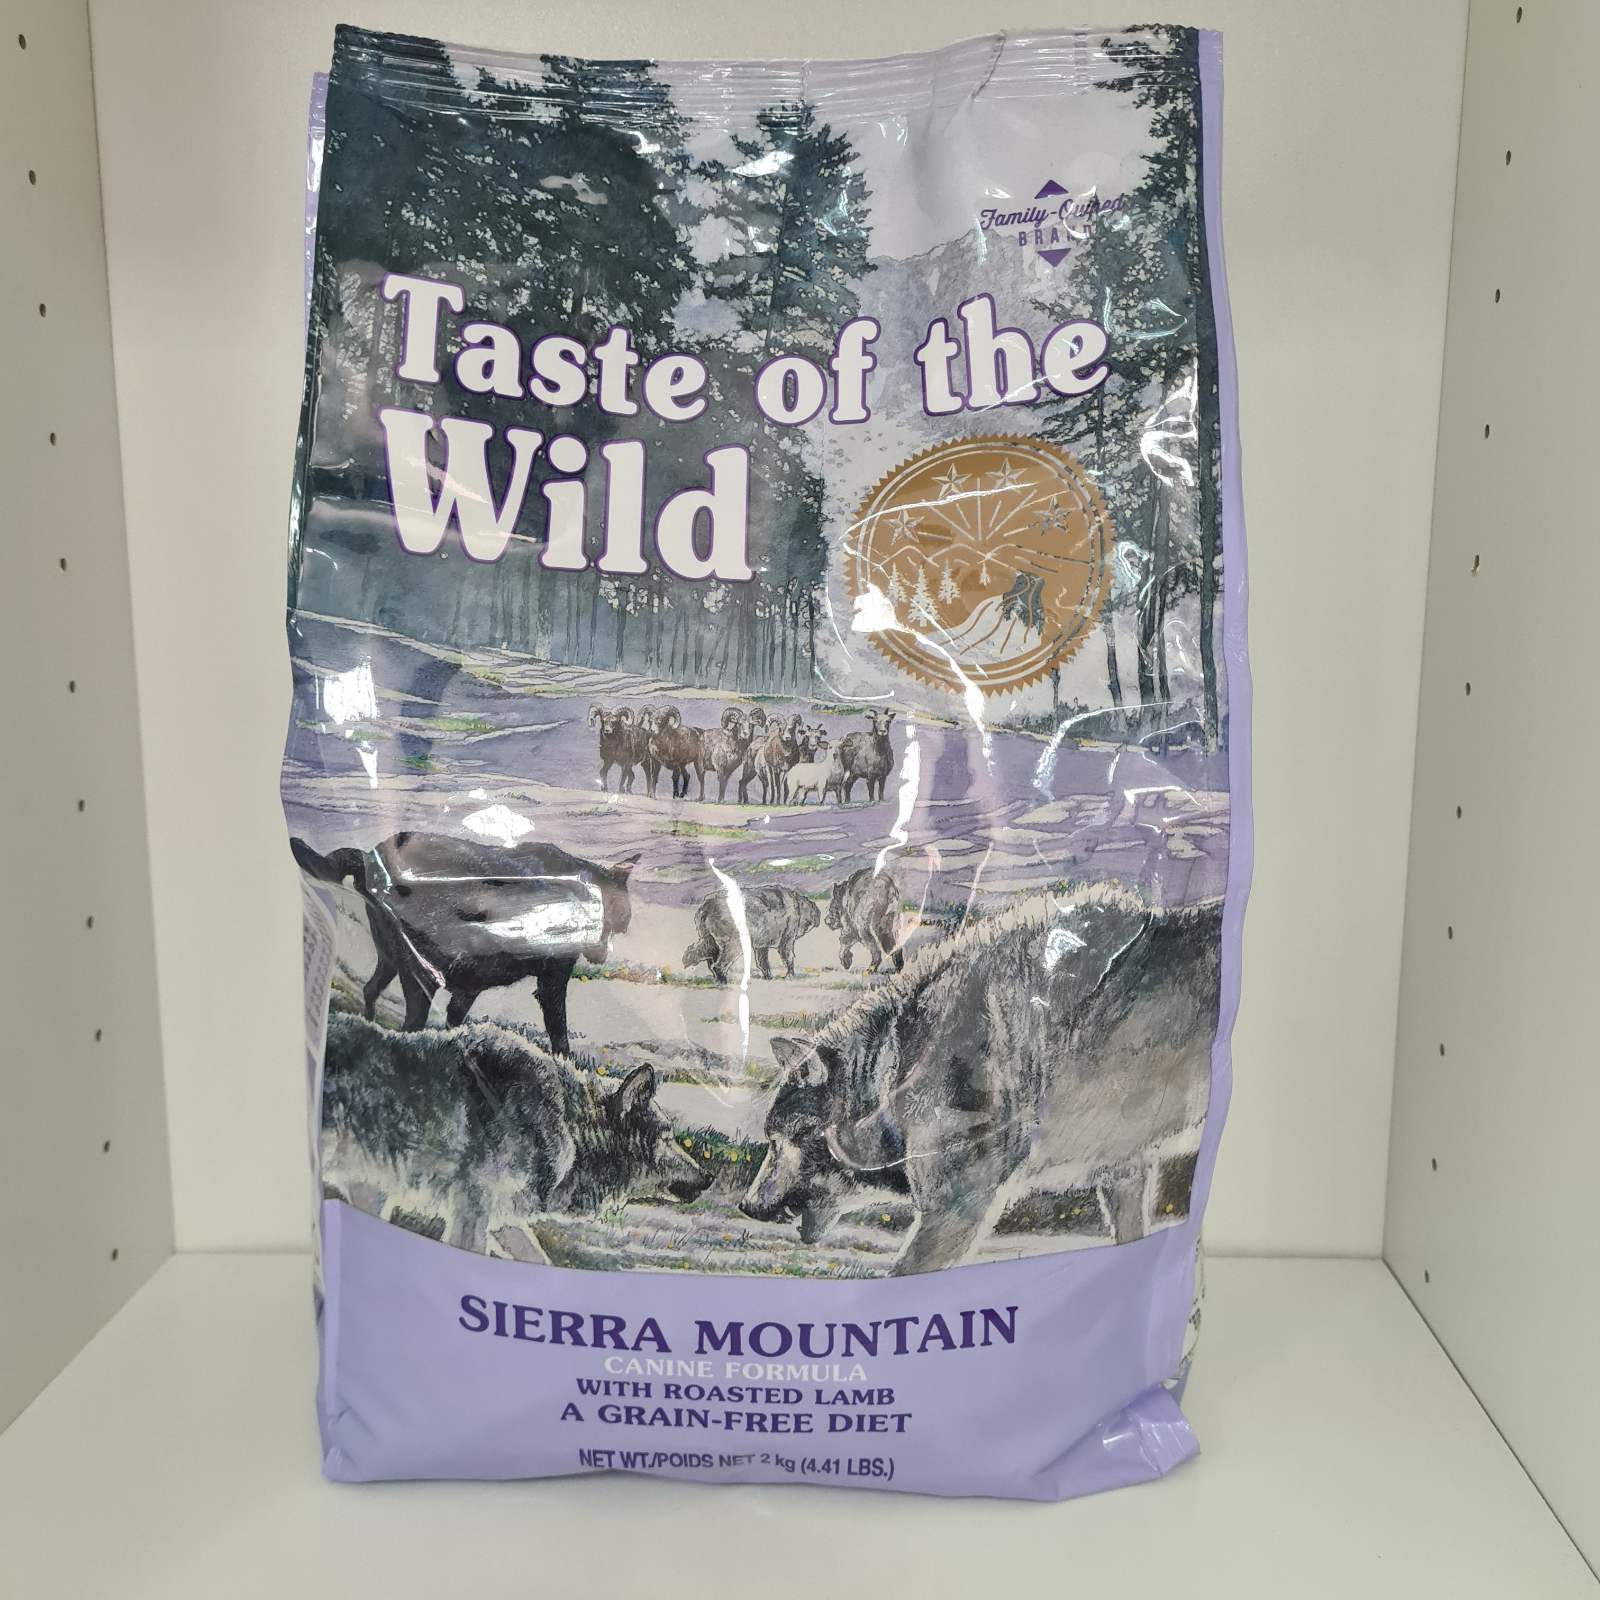 Family-Owned
BRAND
Taste of the
Wild
SIERRA MOUNTAIN
CANINE FORMULA
WITH ROASTED LAMB
A GRAIN-FREE DIET
NET WT./POIDS NET 2 kg (4.41 LBS.)